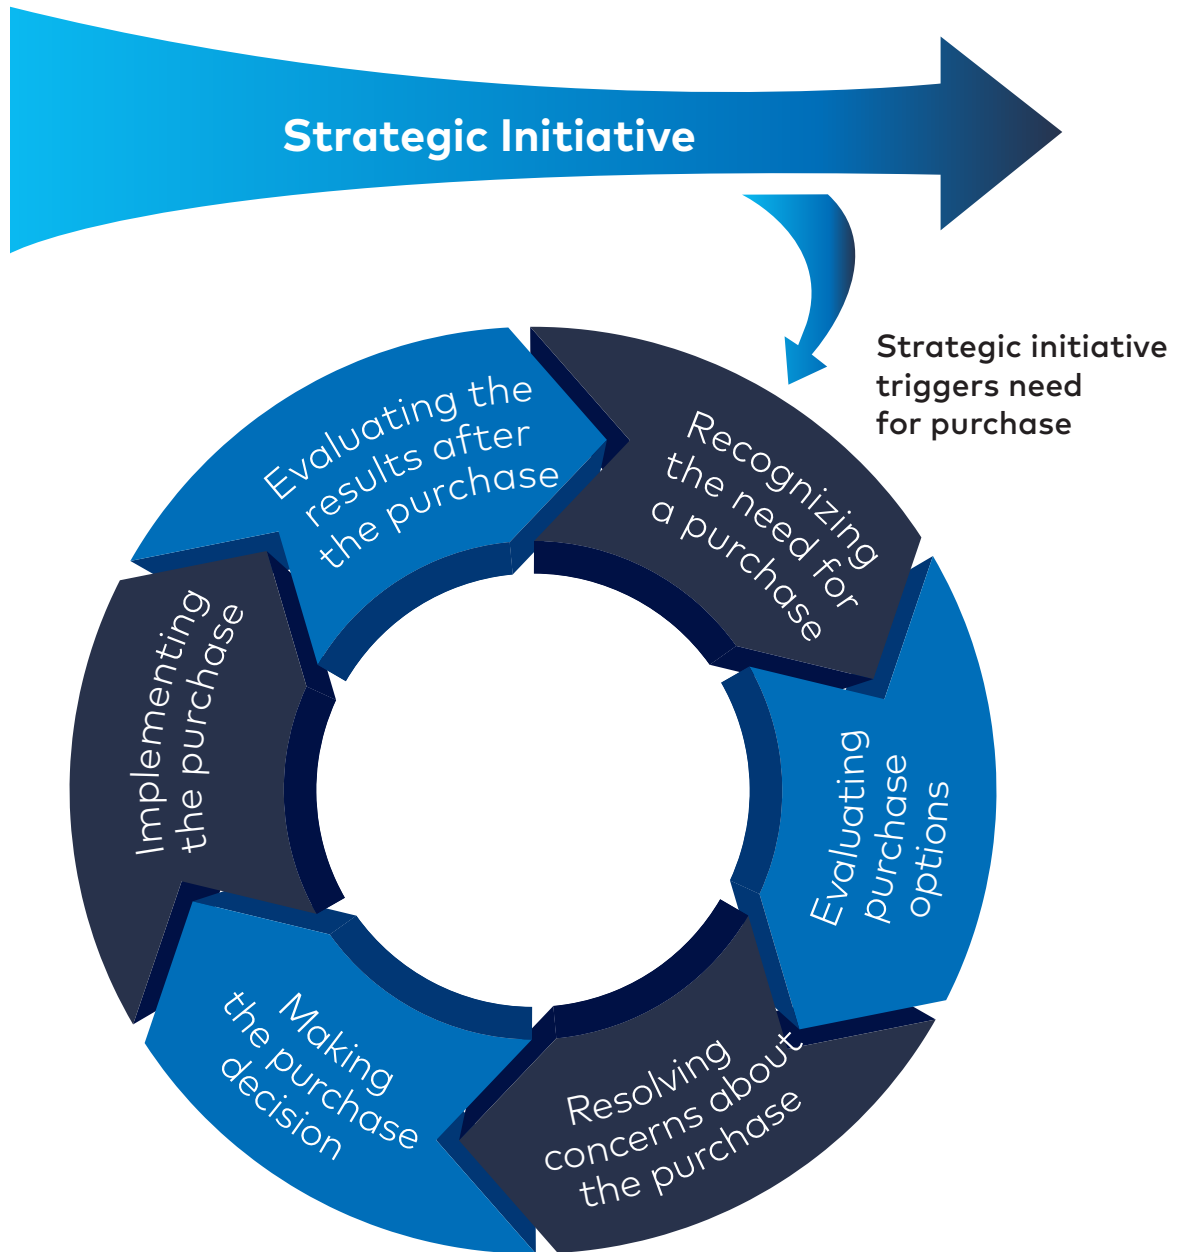 Strategic Initiative
Strategic initiative
triggers need
for purchase
Recognizing
the need for
a purchase
Evaluating
purchase
options
Resolving
concerns about
the purchase
Making
the purchase
decision
Implementing
the purchase
Evaluating the
results after
the purchase